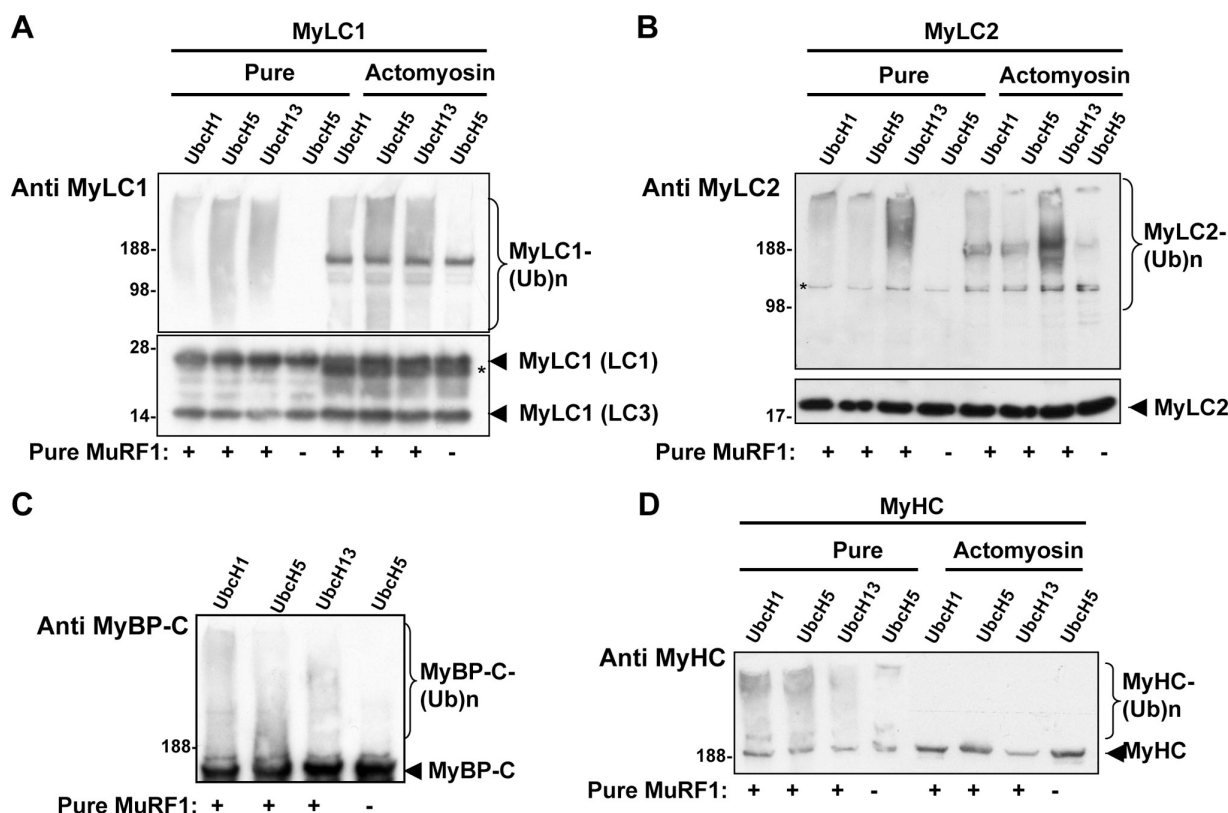 A
MyLC1
Pure Actomyosin
UbcH1 UbcH5 UbcH13 UbcH5 UbcH1 UbcH5 UbcH13 UbcH5
Anti MyLC1
188-
98-
MyLC1-
(Ub)n
28-
MyLC1 (LC1)
*
14-
MyLC1 (LC3)
Pure MuRF1: + + + - + + + -
B
MyLC2
Pure Actomyosin
UbcH1 UbcH5 UbcH13 UbcH5 UbcH1 UbcH5 UbcH13 UbcH5
Anti MyLC2
188-
*
98-
MyLC2-
(Ub)n
17-
MyLC2
Pure MuRF1: + + + - + + + -
C
UbcH1 UbcH5 UbcH13 UbcH5
Anti MyBP-C
MyBP-C-
(Ub)n
188-
MyBP-C
Pure MuRF1: + + + -
D
MyHC
Pure Actomyosin
UbcH1 UbcH5 UbcH13 UbcH5 UbcH1 UbcH5 UbcH13 UbcH5
Anti MyHC
MyHC-
(Ub)n
188-
MyHC
Pure MuRF1: + + + - + + + -